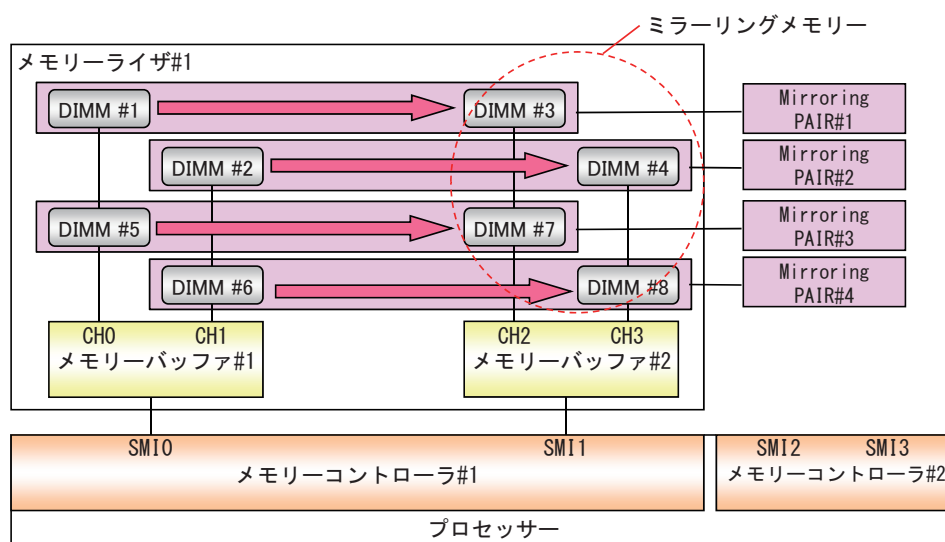 ミラーリングメモリー
メモリーライザ#1
DIMM #1
DIMM #3
Mirroring
PAIR#1
DIMM #2
DIMM #4
Mirroring
PAIR#2
DIMM #5
DIMM #7
Mirroring
PAIR#3
DIMM #6
DIMM #8
Mirroring
PAIR#4
CH0 CH1
メモリーバッファ#1
CH2 CH3
メモリーバッファ#2
SMI0 SMI1
メモリーコントローラ#1
SMI2 SMI3
メモリーコントローラ#2
プロセッサー